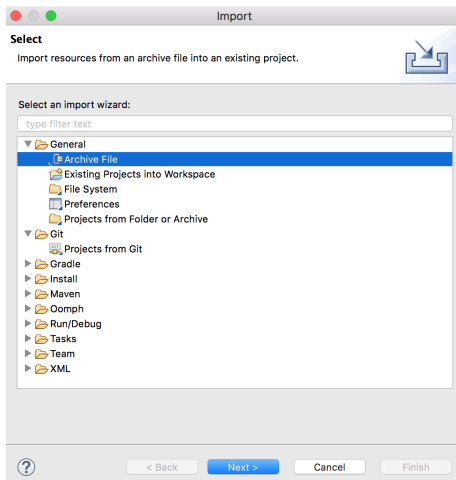 Import
Select
Import resources from an archive file into an existing project.
Select an import wizard:
type filter text
General
Archive File
Existing Projects into Workspace
File System
Preferences
Projects from Folder or Archive
Git
Projects from Git
Gradle
Install
Maven
Oomph
Run/Debug
Tasks
Team
XML
? < Back Next > Cancel Finish